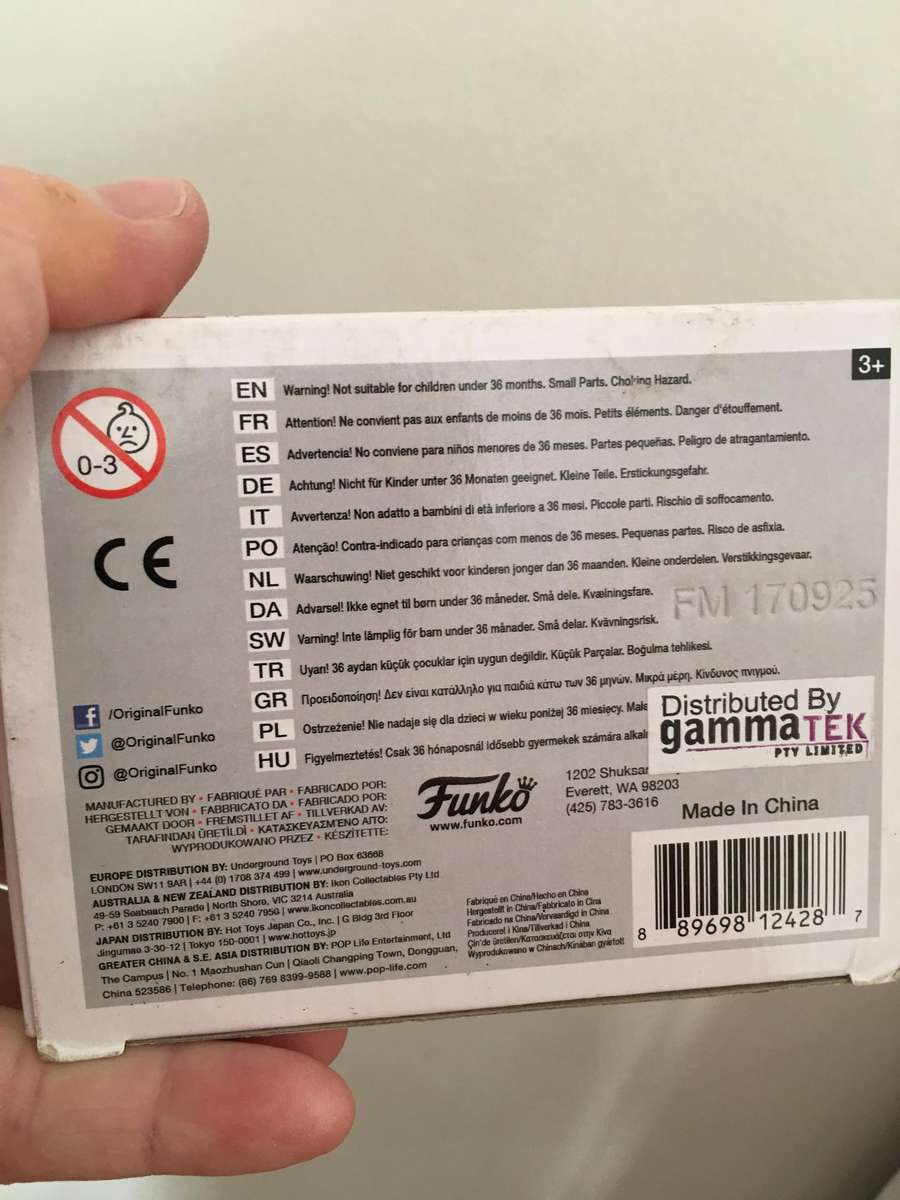 3+
0-3
CE
EN Warning! Not suitable for children under 36 months. Small Parts. Choking Hazard.
FR Attention! Ne convient pas aux enfants de moins de 36 mois. Petits éléments. Danger d'étouffement.
ES Advertencia! No conviene para niños menores de 36 meses. Partes pequeñas. Peligro de atragantamiento.
DE Achtung! Nicht für Kinder unter 36 Monaten geeignet. Kleine Teile. Erstickungsgefahr.
IT Avvertenza! Non adatto a bambini di età inferiore a 36 mesi. Piccole parti. Rischio di soffocamento.
PO Atenção! Contra-indicado para crianças com menos de 36 meses. Pequenas partes. Risco de asfixia.
NL Waarschuwing! Niet geschikt voor kinderen jonger dan 36 maanden. Kleine onderdelen. Verstikkingsgevaar.
DA Advarsel! Ikke egnet til børn under 36 måneder. Små dele. Kvælningsfare.
FM 170925
SW Varning! Inte lämplig för barn under 36 månader. Små delar. Kvävningsrisk.
TR Uyarı! 36 aydan küçük çocuklar için uygun değildir. Küçük Parçalar. Boğulma tehlikesi.
GR Προειδοποίηση! Δεν είναι κατάλληλο για παιδιά κάτω των 36 μηνών. Μικρά μέρη. Κίνδυνος πνιγμού.
PL Ostrzeżenie! Nie nadaje się dla dzieci w wieku poniżej 36 miesięcy. Małe
HU Figyelmeztetés! Csak 36 hónaposnál idősebb gyermekek számára alkal
/OriginalFunko
@OriginalFunko
@OriginalFunko
Distributed By
gammaTEK
PTY LIMITED
MANUFACTURED BY • FABRIQUÉ PAR • FABRICADO POR:
HERGESTELLT VON • FABBRICATO DA • FABRICADO POR:
GEMAAKT DOOR • FREMSTILLET AF • TILLVERKAD AV:
TARAFINDAN ÜRETİLDİ • ΚΑΤΑΣΚΕΥΑΣΜΈΝΟ ΑΠΌ:
WYPRODUKOWANO PRZEZ • KÉSZÍTETTE:
Funko
www.funko.com
1202 Shuksan
Everett, WA 98203
(425) 783-3616
Made In China
EUROPE DISTRIBUTION BY: Underground Toys | PO Box 63668
LONDON SW11 9AR | +44 (0) 1708 374 499 | www.underground-toys.com
AUSTRALIA & NEW ZEALAND DISTRIBUTION BY: Ikon Collectables Pty Ltd
49-59 Seabeach Parade | North Shore, VIC 3214 Australia
P: +61 3 5240 7900 | F: +61 3 5240 7950 | www.ikoncollectables.com.au
JAPAN DISTRIBUTION BY: Hot Toys Japan Co., Inc. | G Bldg 3rd Floor
Jingumae 3-30-12 | Tokyo 150-0001 | www.hottoys.jp
GREATER CHINA & S.E. ASIA DISTRIBUTION BY: POP Life Entertainment, Ltd
The Campus | No. 1 Maozhushan Cun | Qiaoli Changping Town, Dongguan,
China 523586 | Telephone: (86) 769 8399-9588 | www.pop-life.com
Fabriqué en China/Hecho en China
Hergestellt in China/Fabbricato in Cina
Fabricado na China/Vervaardigd in China
Produceret i Kina/Tillverkad i China
Çin'de üretilen/Κατασκευάζεται στην Κίνα
Wyprodukowano w Chinach/Kínában gyártott
8 89698 12428 7